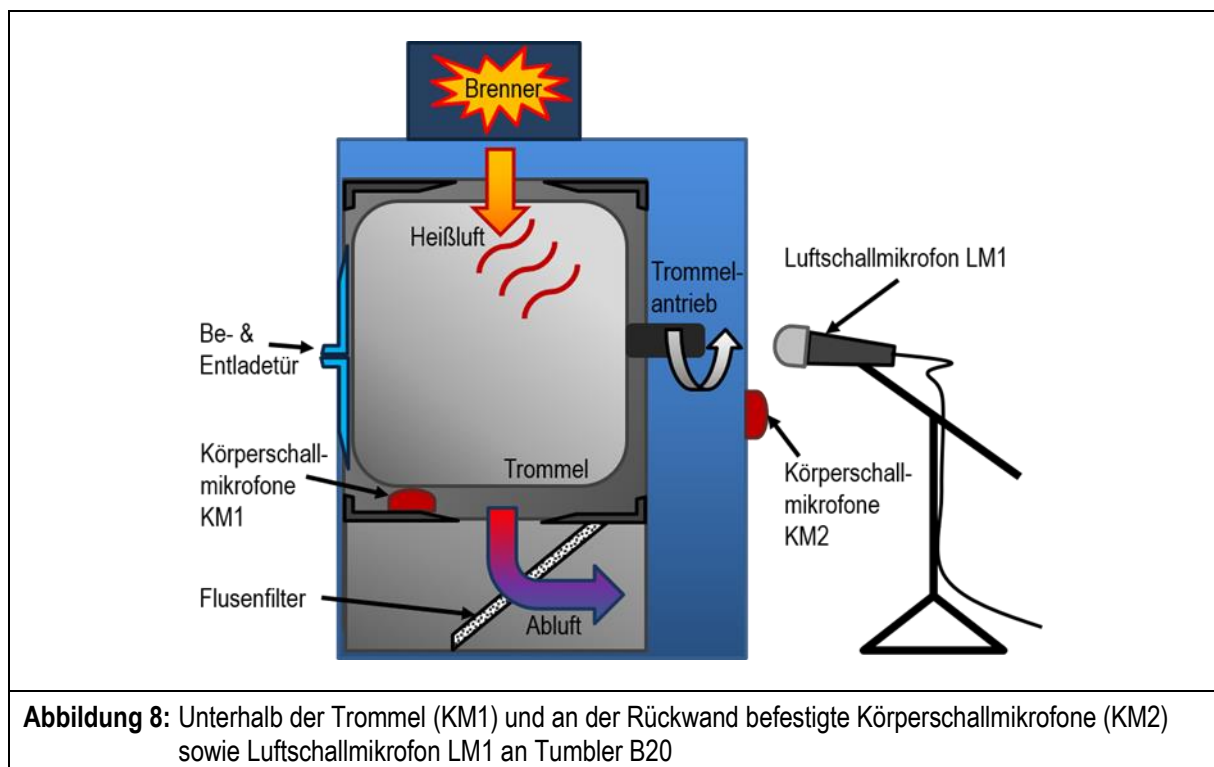 Brenner
Heißluft
Trommel-
antrieb
Luftschallmikrofon LM1
Be- &
Entladetür
Körperschall-
mikrofone
KM1
Trommel
Körperschall-
mikrofone
KM2
Flusenfilter
Abluft
Abbildung 8: Unterhalb der Trommel (KM1) und an der Rückwand befestigte Körperschallmikrofone (KM2)
sowie Luftschallmikrofon LM1 an Tumbler B20